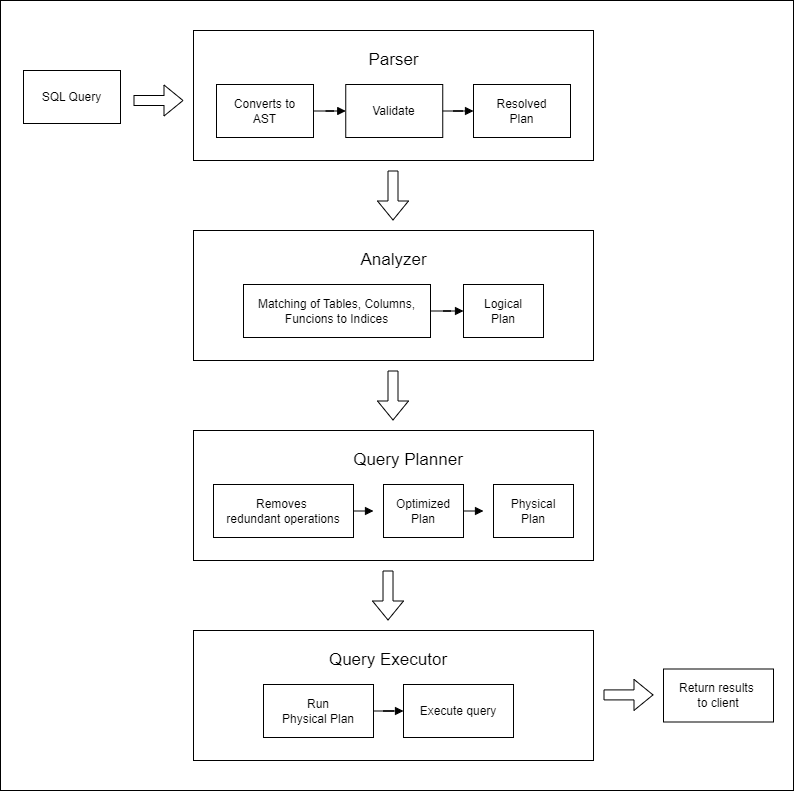 SQL Query
Parser
Converts to
AST
Validate
Resolved
Plan
Analyzer
Matching of Tables, Columns,
Funcions to Indices
Logical
Plan
Query Planner
Removes
redundant operations
Optimized
Plan
Physical
Plan
Query Executor
Run
Physical Plan
Execute query
Return results
to client